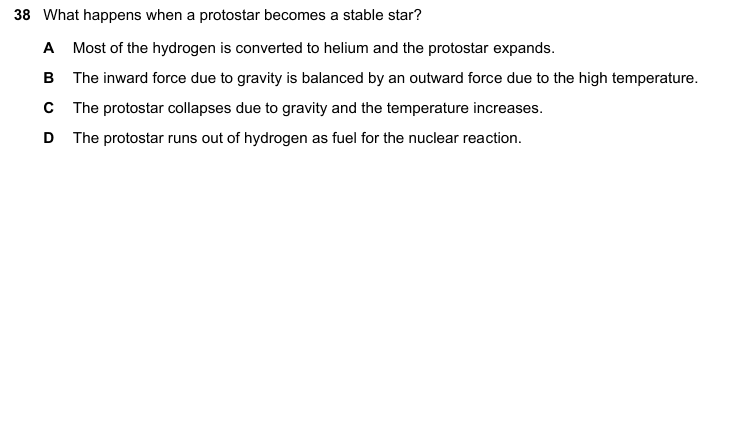 38 What happens when a protostar becomes a stable star?
A Most of the hydrogen is converted to helium and the protostar expands.
B The inward force due to gravity is balanced by an outward force due to the high temperature.
C The protostar collapses due to gravity and the temperature increases.
D The protostar runs out of hydrogen as fuel for the nuclear reaction.